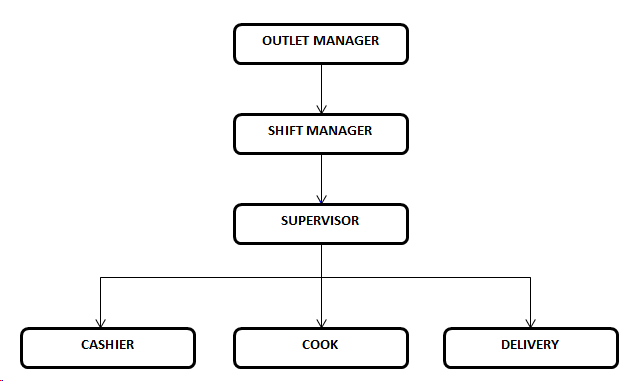 OUTLET MANAGER
SHIFT MANAGER
SUPERVISOR
CASHIER
COOK
DELIVERY